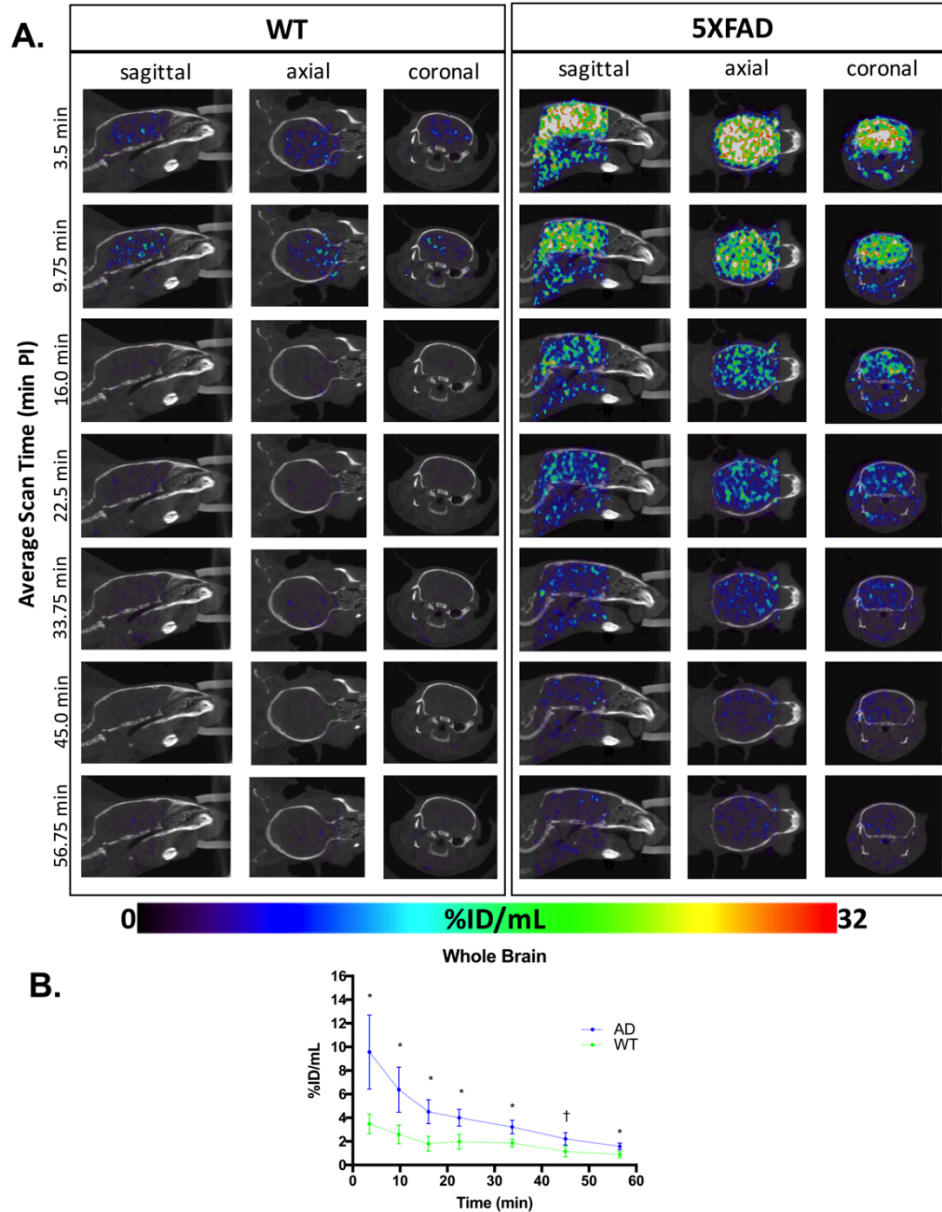 A.
WT
5XFAD
sagittal axial coronal
sagittal axial coronal
Average Scan Time (min PI)
3.5 min
9.75 min
16.0 min
22.5 min
33.75 min
45.0 min
56.75 min
0 %ID/mL 32
B.
Whole Brain
%ID/mL
16
14
12
10
8
6
4
2
0
* * * * * † *
AD
WT
0 10 20 30 40 50 60
Time (min)